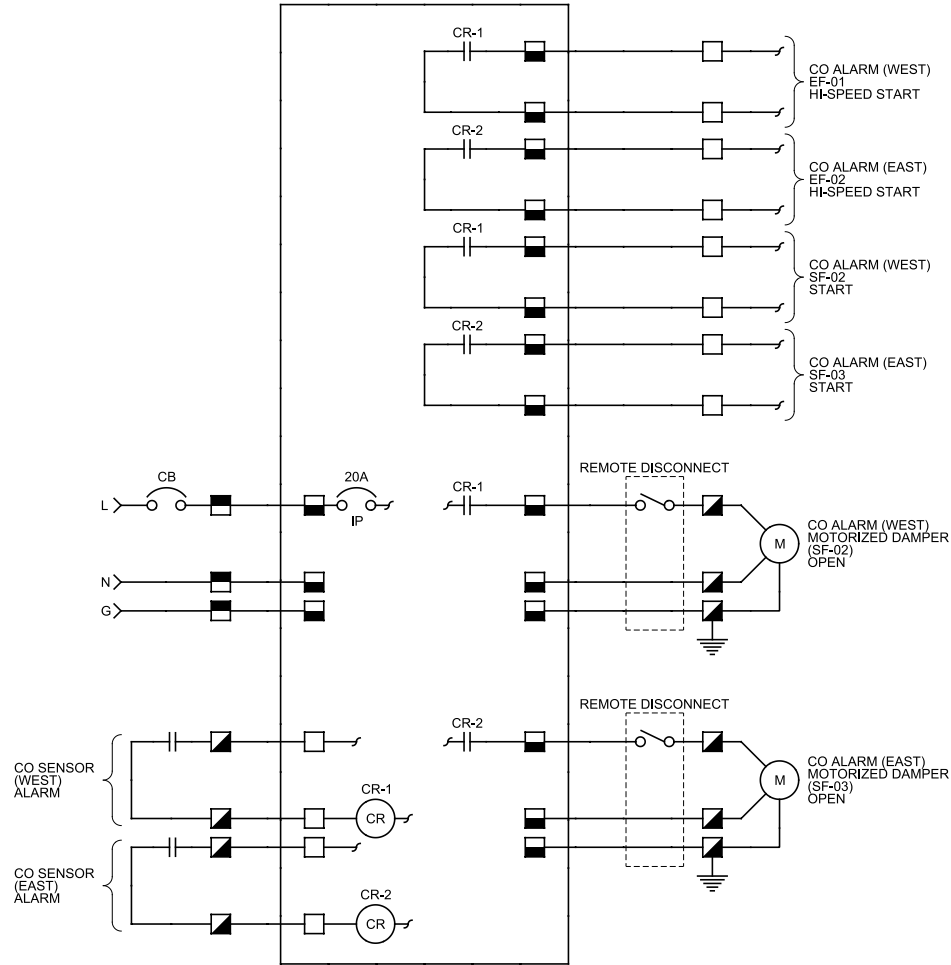 CR-1
CO ALARM (WEST)
EF-01
HI-SPEED START
CR-2
CO ALARM (EAST)
EF-02
HI-SPEED START
CR-1
CO ALARM (WEST)
SF-02
START
CR-2
CO ALARM (EAST)
SF-03
START
CB
20A
L
IP
CR-1
REMOTE DISCONNECT
M
CO ALARM (WEST)
MOTORIZED DAMPER
(SF-02)
OPEN
N
G
REMOTE DISCONNECT
CR-2
M
CO ALARM (EAST)
MOTORIZED DAMPER
(SF-03)
OPEN
CO SENSOR
(WEST)
ALARM
CR-1
CR
CO SENSOR
(EAST)
ALARM
CR-2
CR